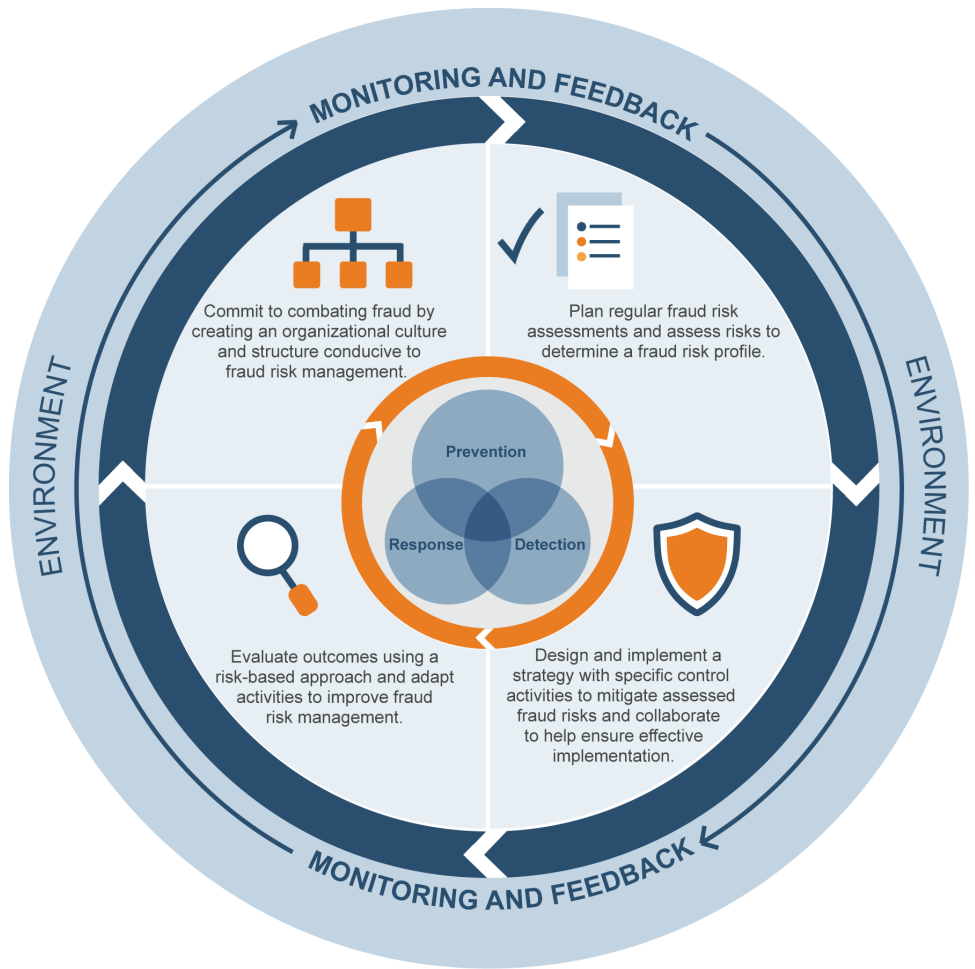 MONITORING AND FEEDBACK
Commit to combating fraud by
creating an organizational culture
and structure conducive to
fraud risk management.
Plan regular fraud risk
assessments and assess risks to
determine a fraud risk profile.
ENVIRONMENT
ENVIRONMENT
Prevention
Response
Detection
Evaluate outcomes using a
risk-based approach and adapt
activities to improve fraud
risk management.
Design and implement a
strategy with specific control
activities to mitigate assessed
fraud risks and collaborate
to help ensure effective
implementation.
MONITORING AND FEEDBACK